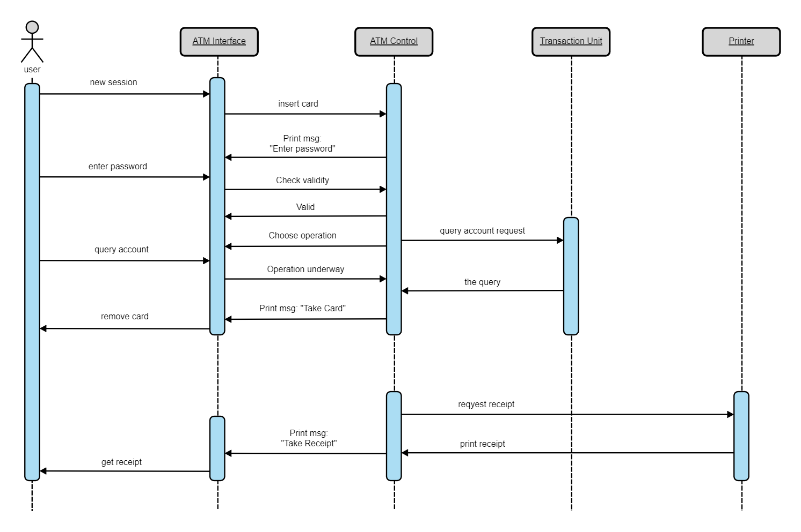 ATM Interface
ATM Control
Transaction Unit
Printer
user
new session
insert card
Print msg:
"Enter password"
enter password
Check validity
Valid
Choose operation
query account request
query account
Operation underway
the query
Print msg: "Take Card"
remove card
reqyest receipt
Print msg:
"Take Receipt"
print receipt
get receipt